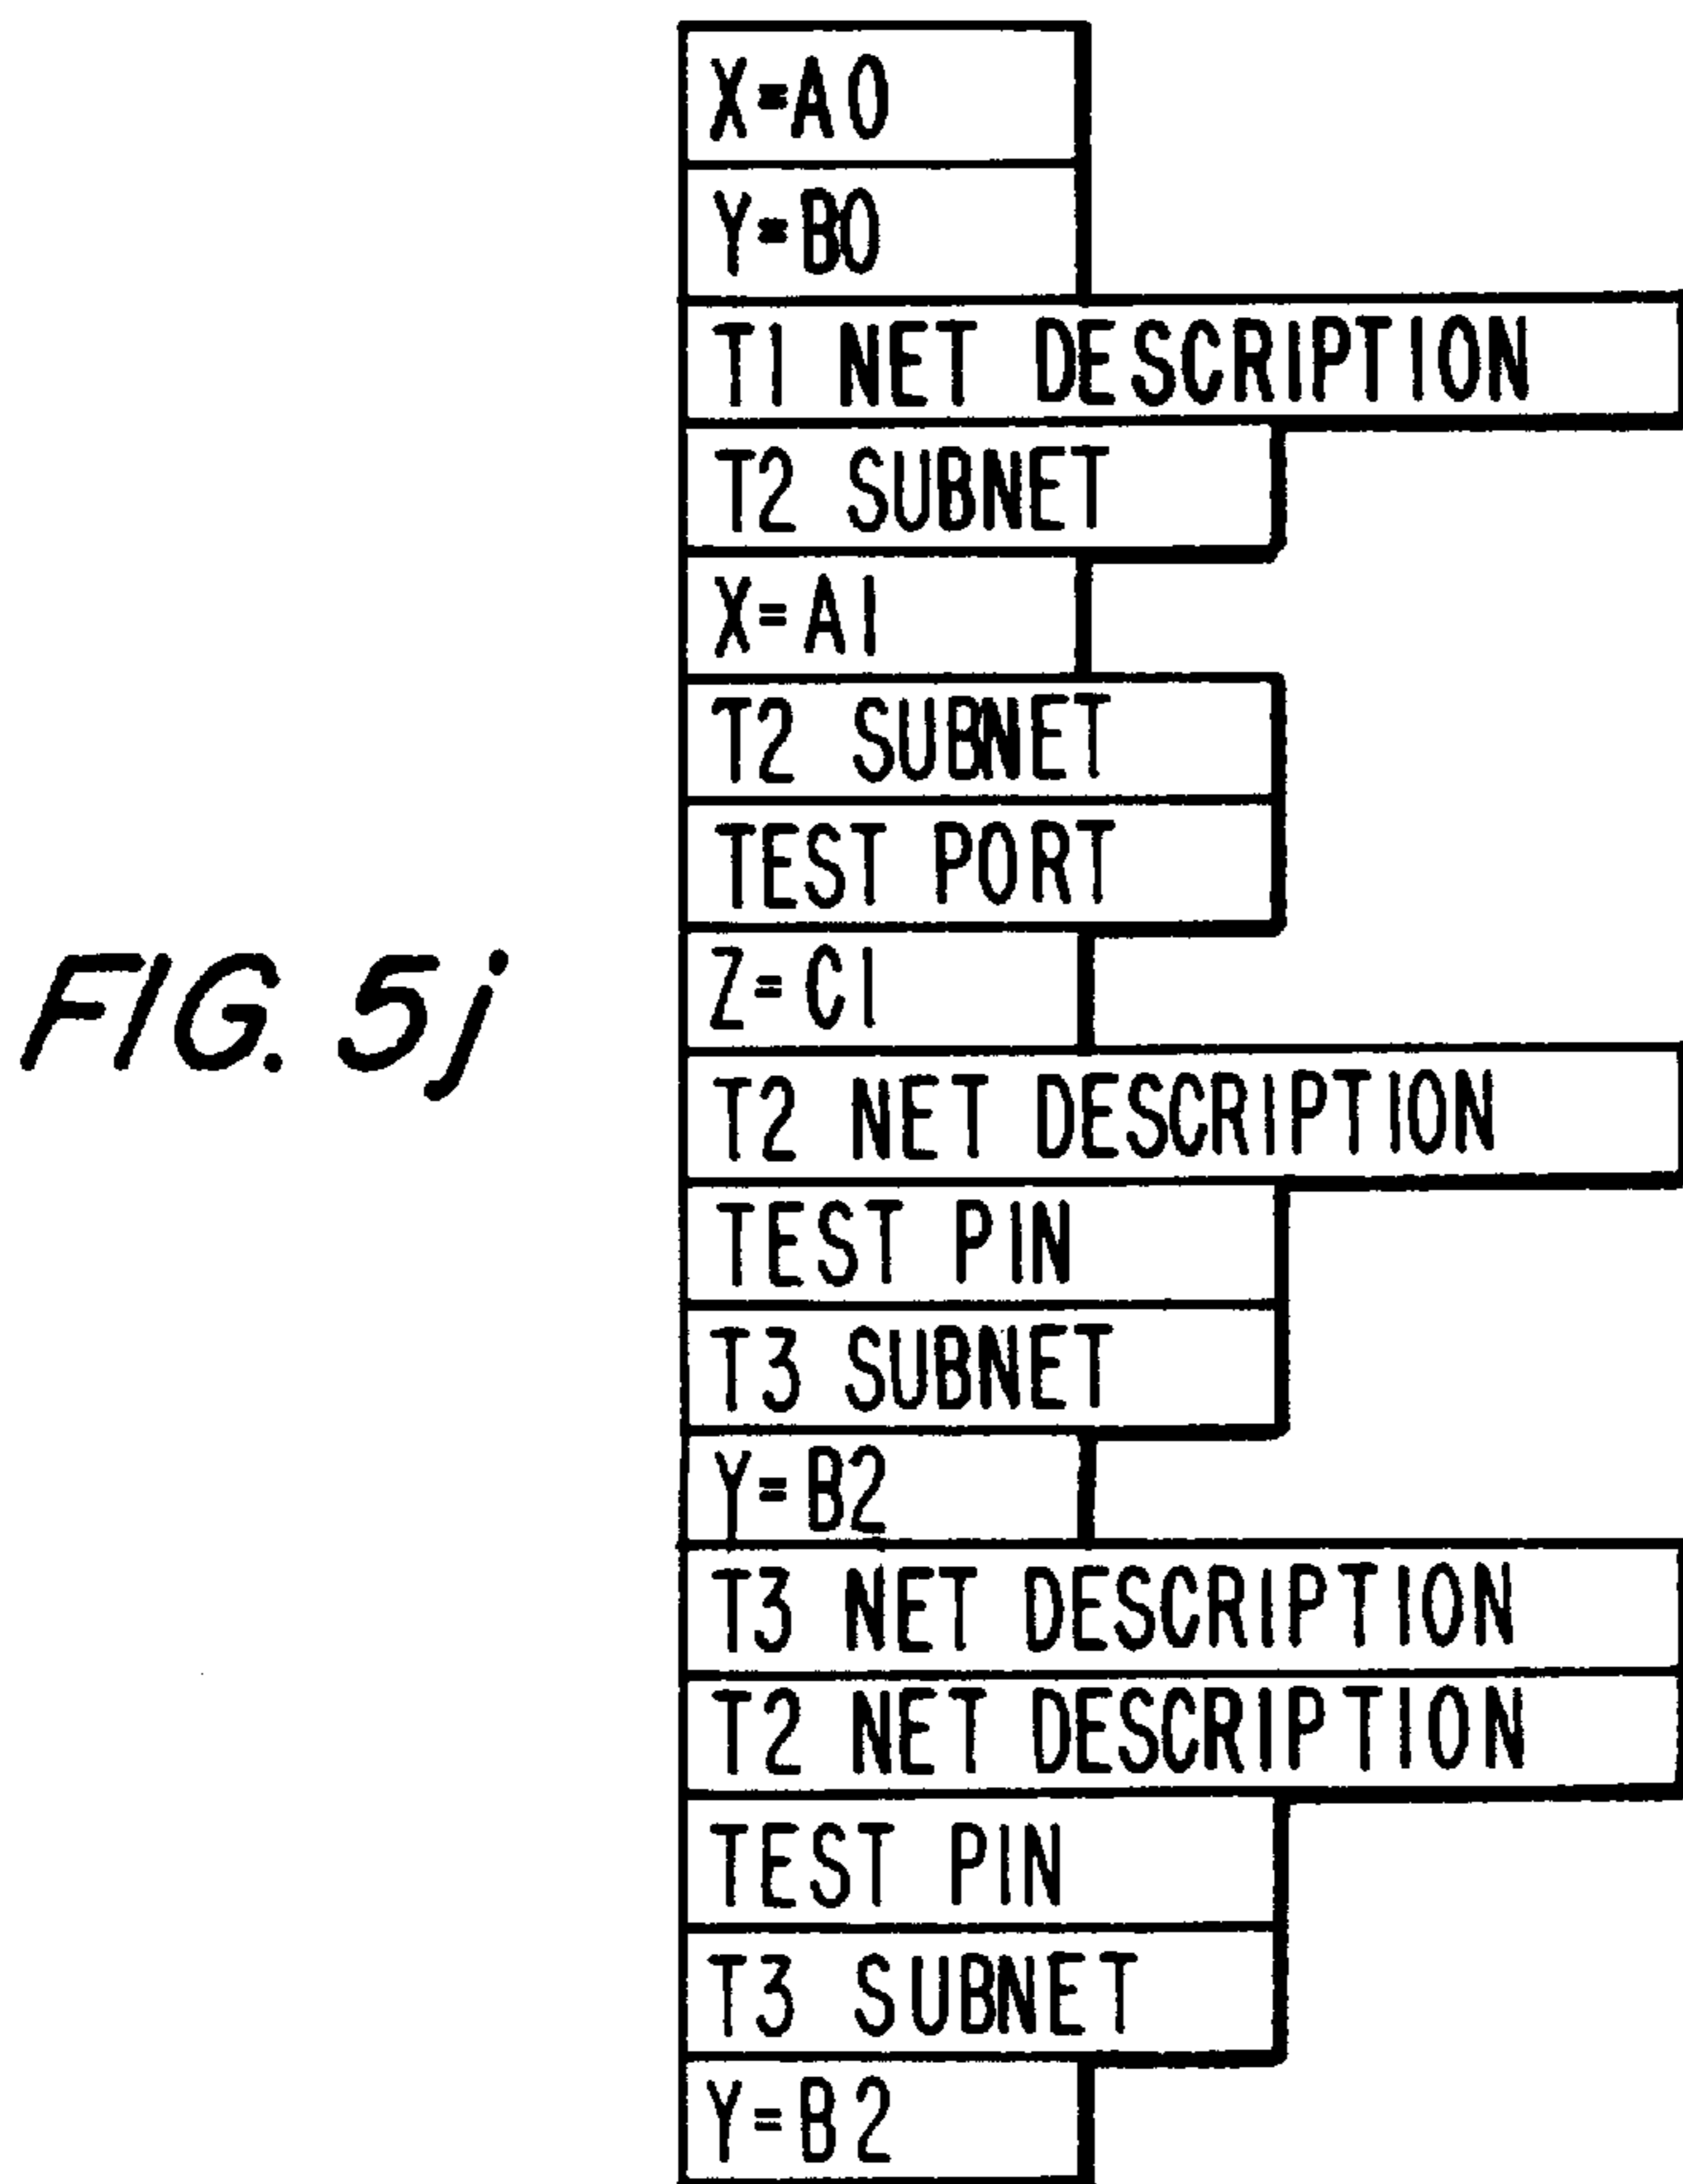 X=A0
Y=B0
T1 NET DESCRIPTION
T2 SUBNET
X=A1
T2 SUBNET
TEST PORT
Z=C1
FIG. 5j
T2 NET DESCRIPTION
TEST PIN
T3 SUBNET
Y=B2
T3 NET DESCRIPTION
T2 NET DESCRIPTION
TEST PIN
T3 SUBNET
Y=B2